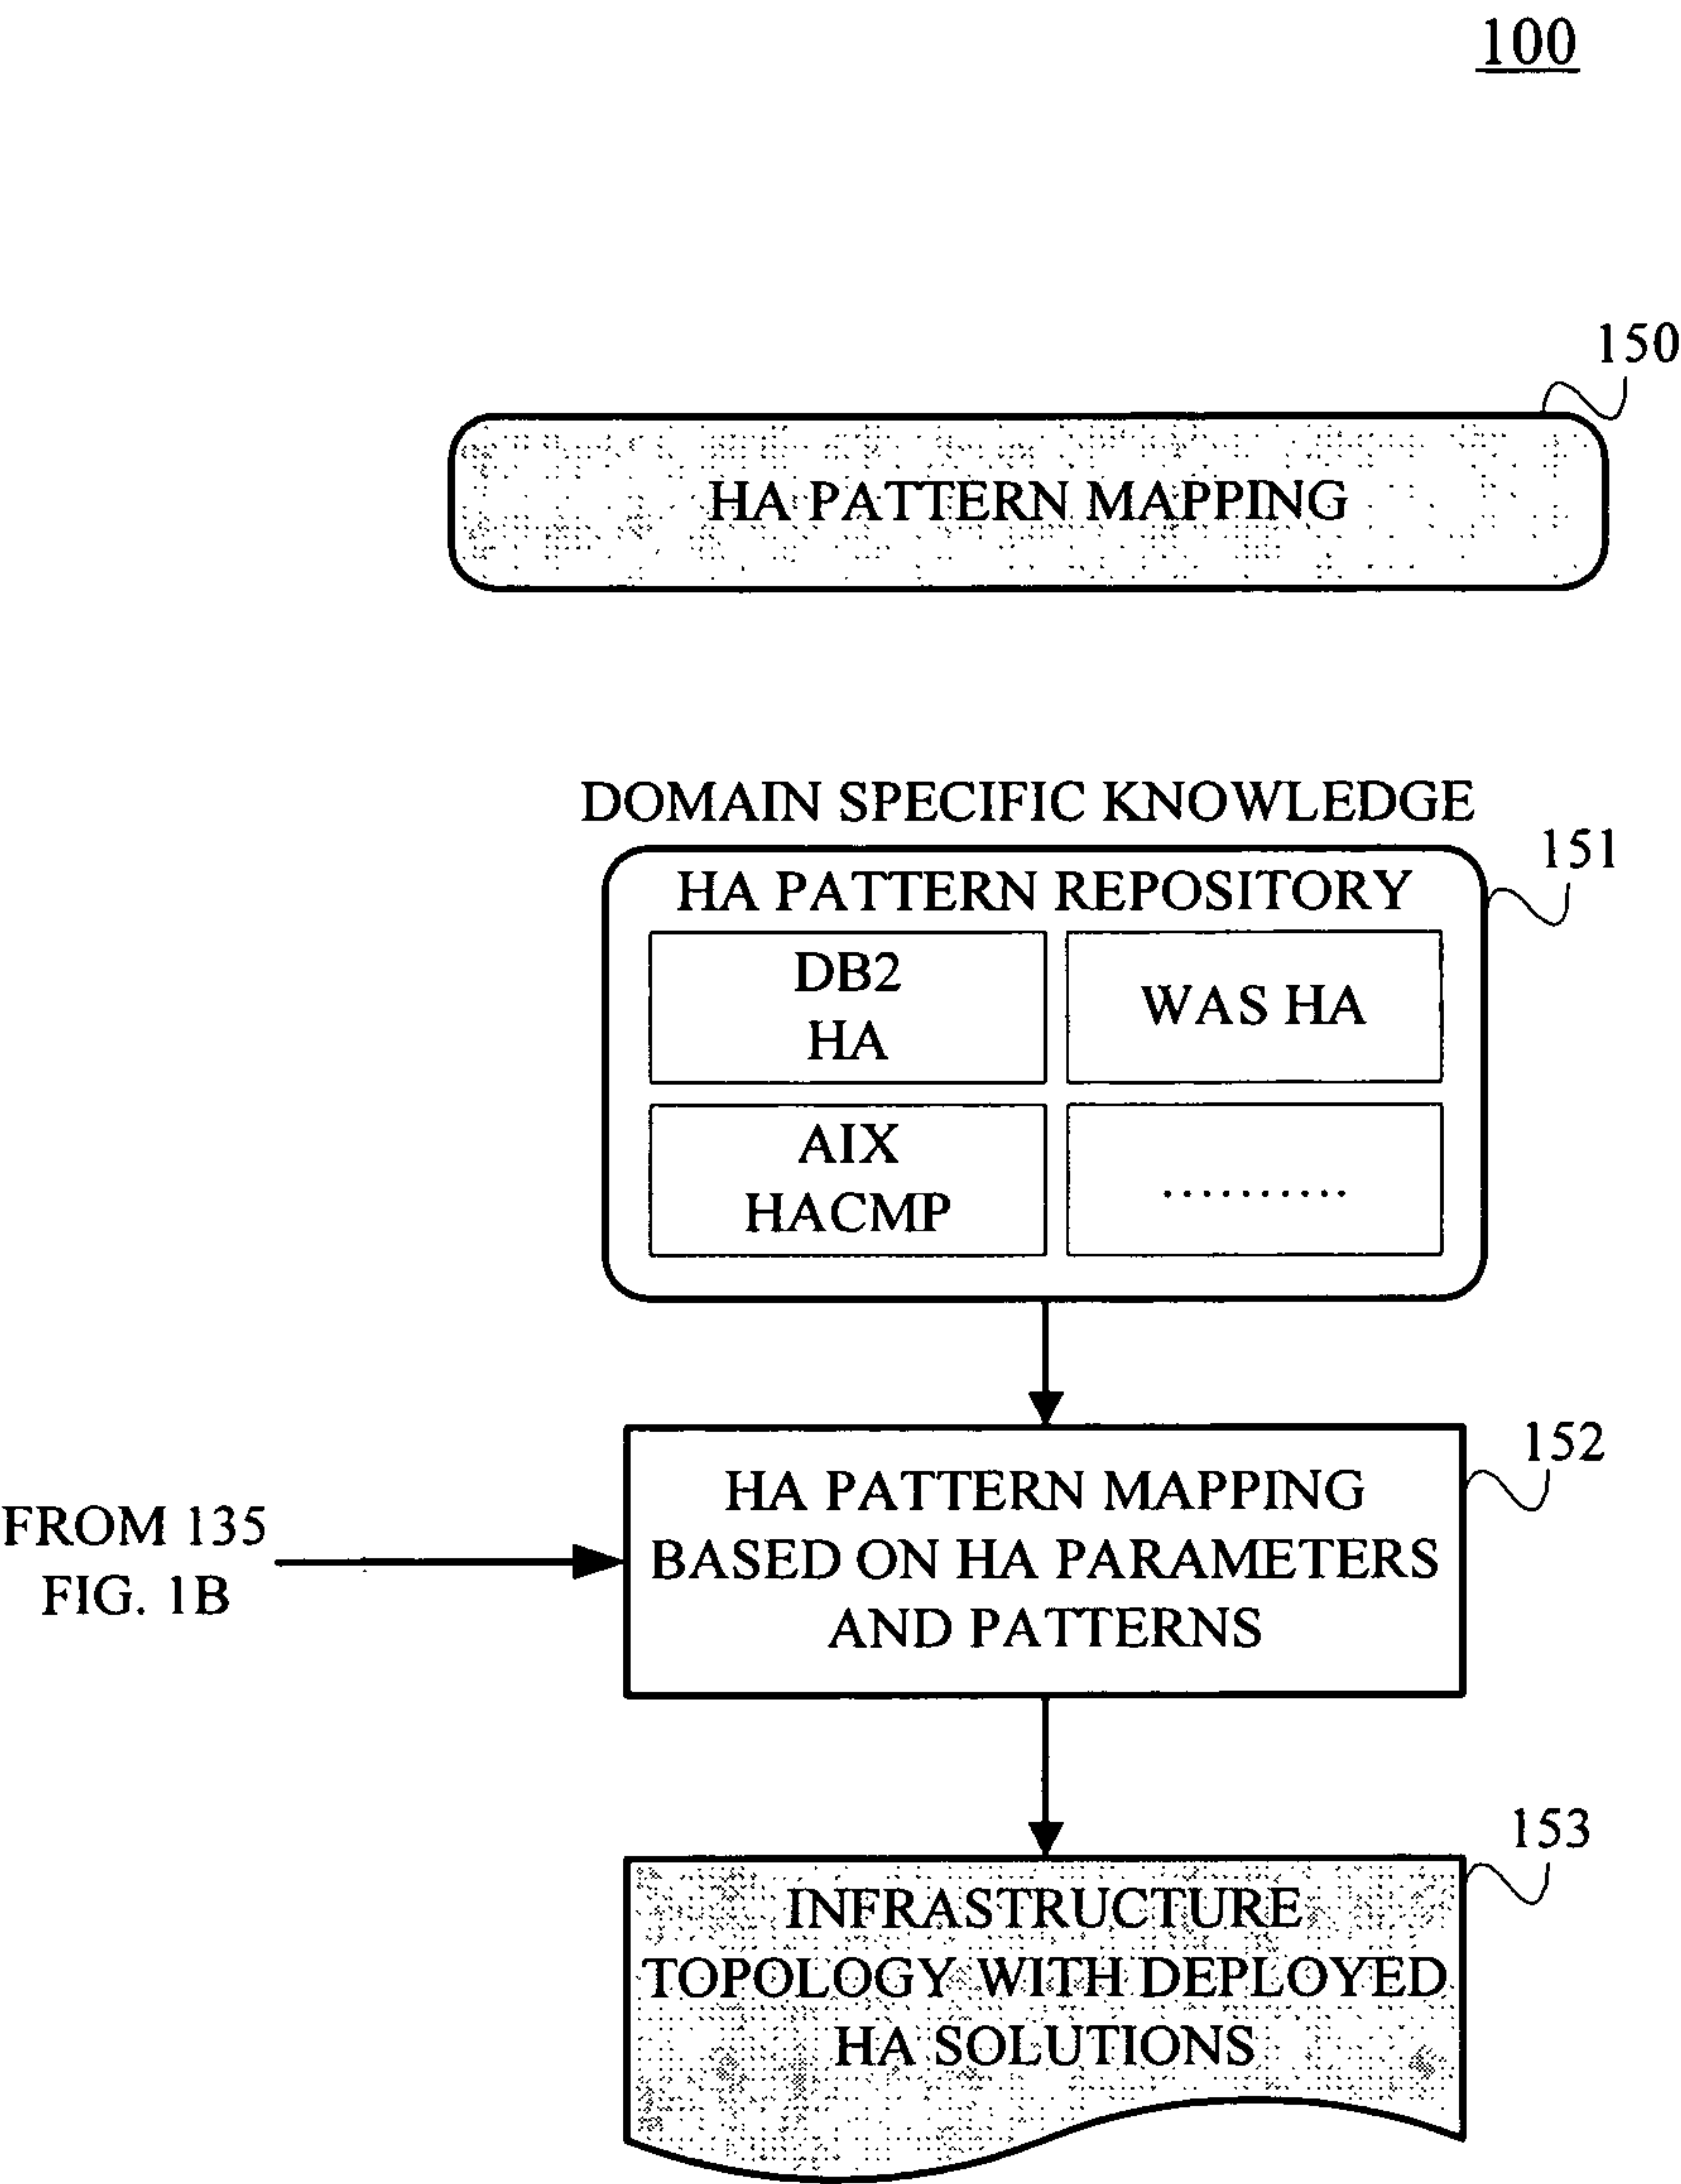 100
150
HA PATTERN MAPPING
DOMAIN SPECIFIC KNOWLEDGE
151
HA PATTERN REPOSITORY
DB2
HA
WAS HA
AIX
HACMP
..........
152
HA PATTERN MAPPING
BASED ON HA PARAMETERS
AND PATTERNS
FROM 135
FIG. 1B
153
INFRASTRUCTURE
TOPOLOGY WITH DEPLOYED
HA SOLUTIONS